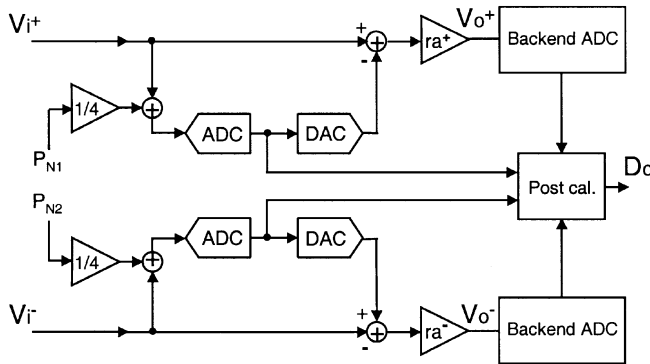 Vi+
+
-
ra+
Vo+
Backend ADC
1/4
+
ADC
DAC
PN1
Post cal.
Do
PN2
1/4
+
ADC
DAC
Vi-
+
-
ra-
Vo-
Backend ADC